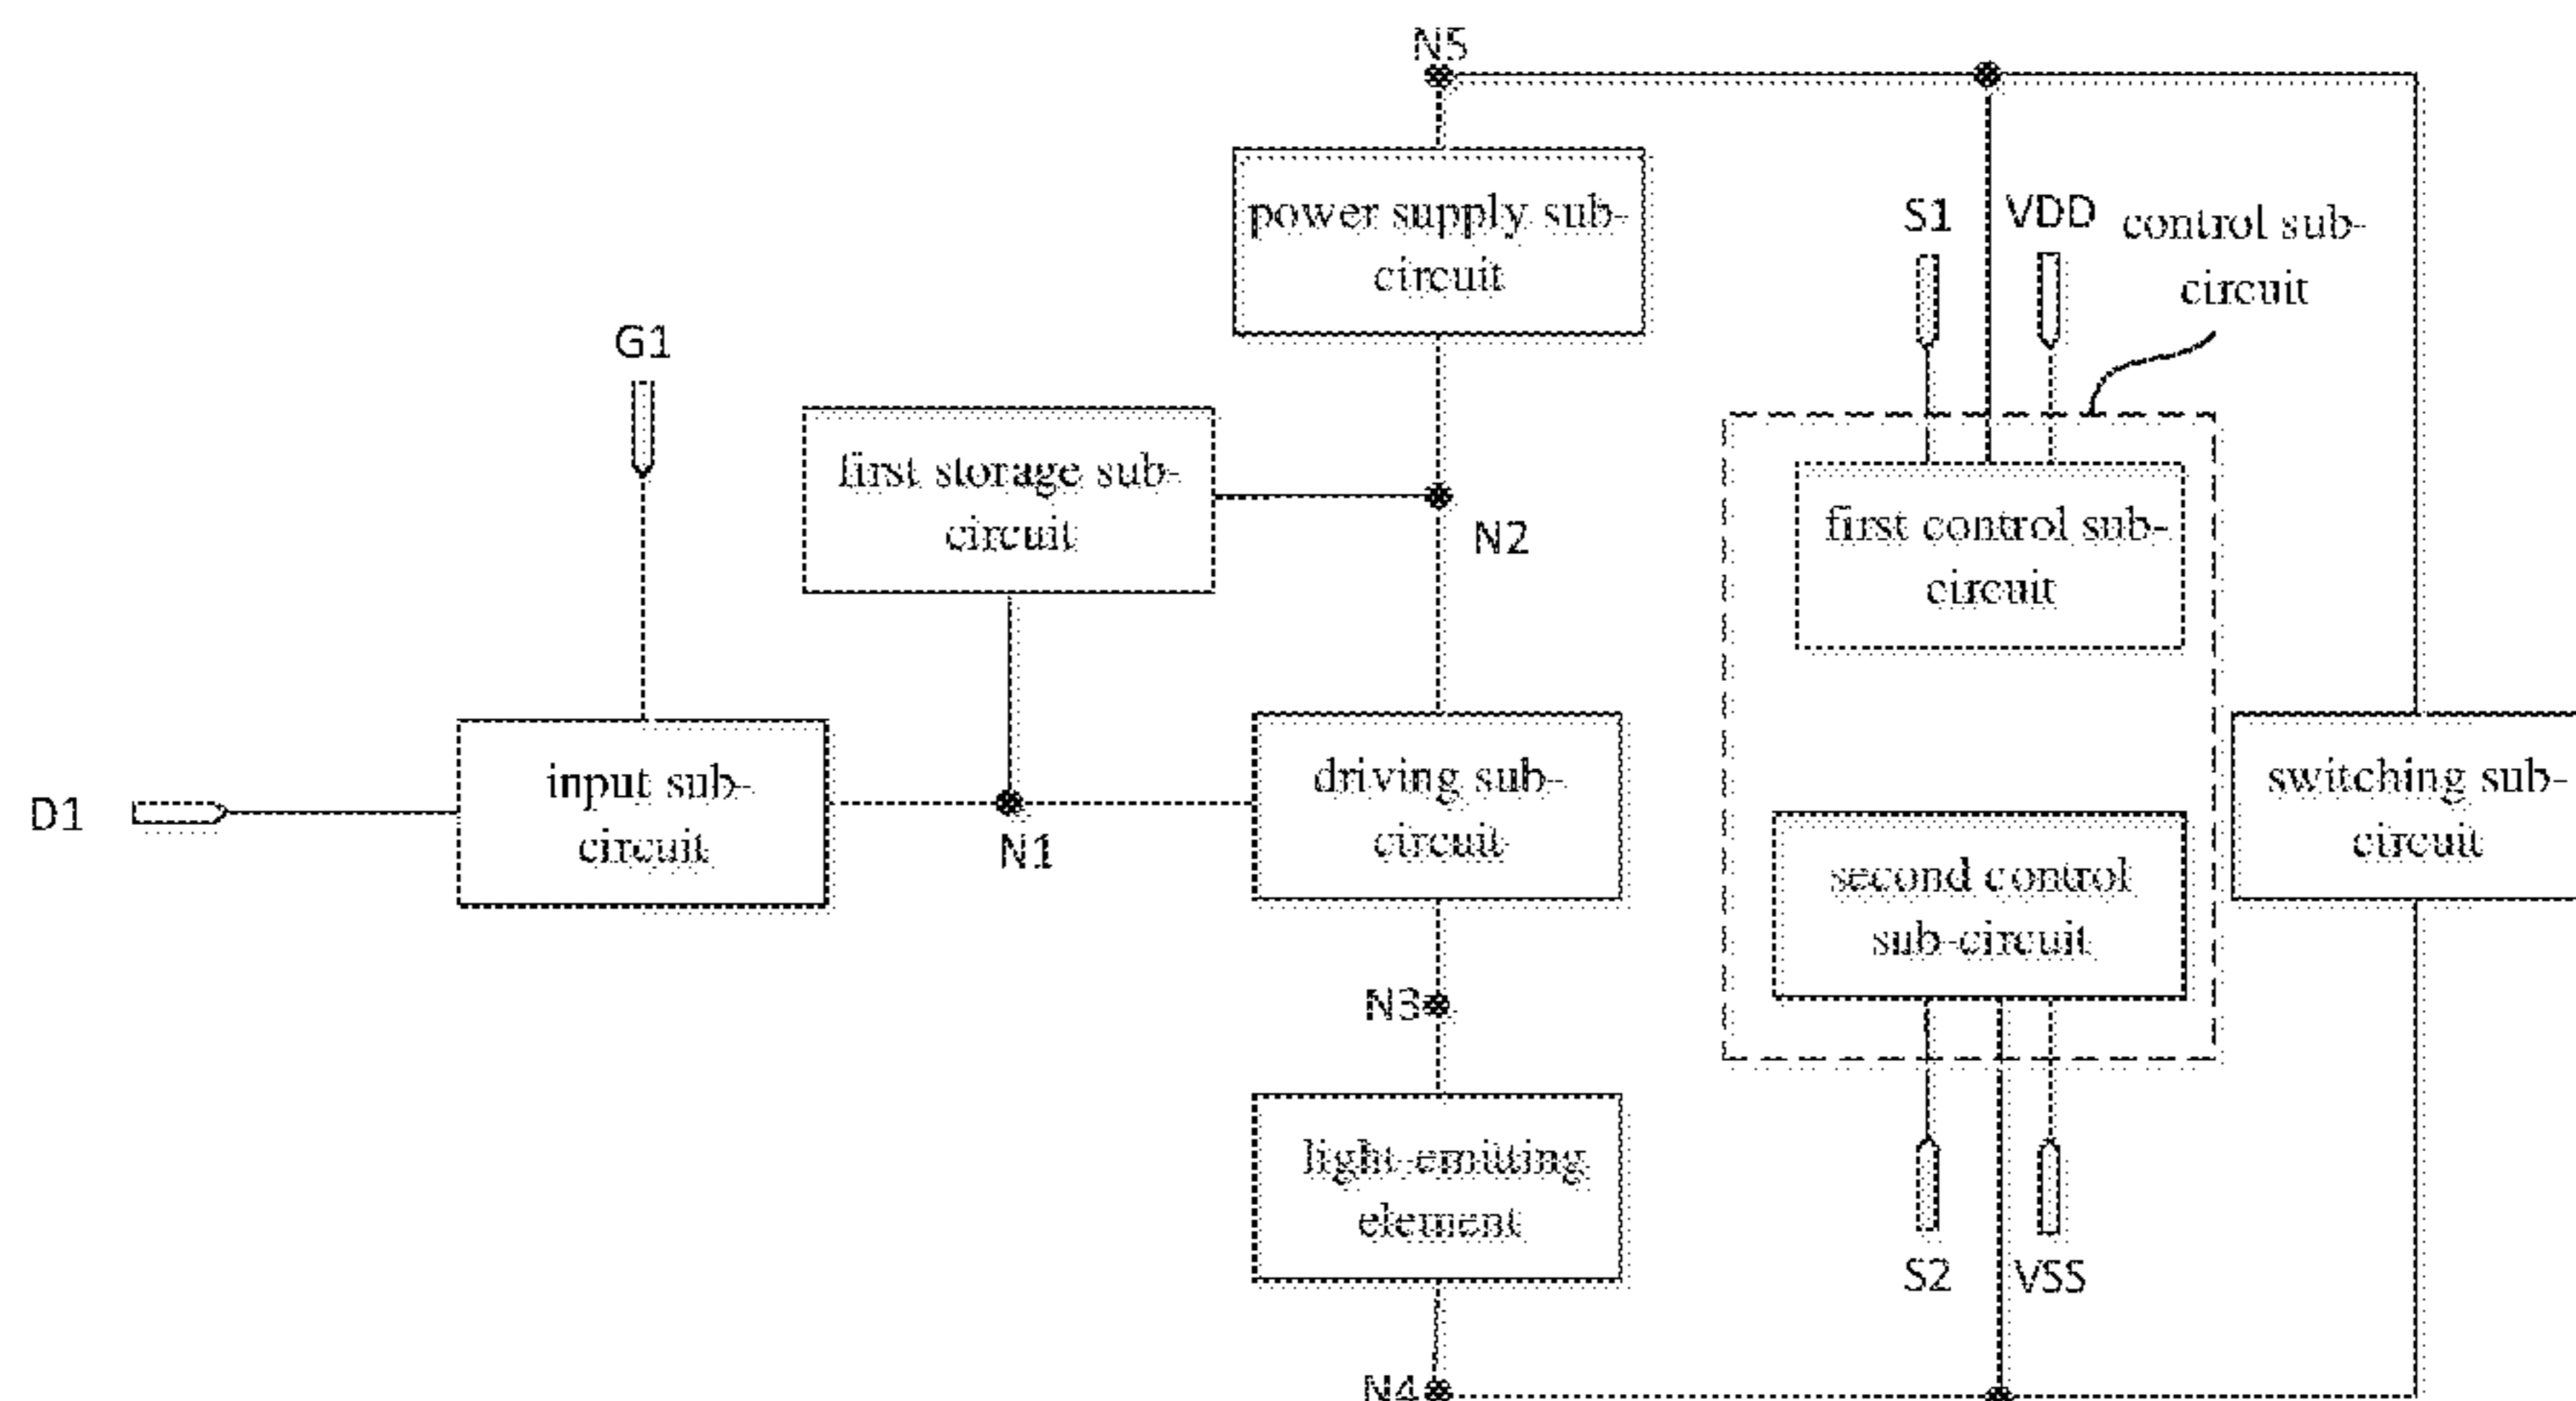 N5
power supply sub-
circuit
S1
VDD
control sub-
circuit
G1
first storage sub-
circuit
N2
first control sub-
circuit
D1
input sub-
circuit
N1
driving sub-
circuit
switching sub-
circuit
second control
sub-circuit
N3
light-emitting
element
S2
VSS
N4